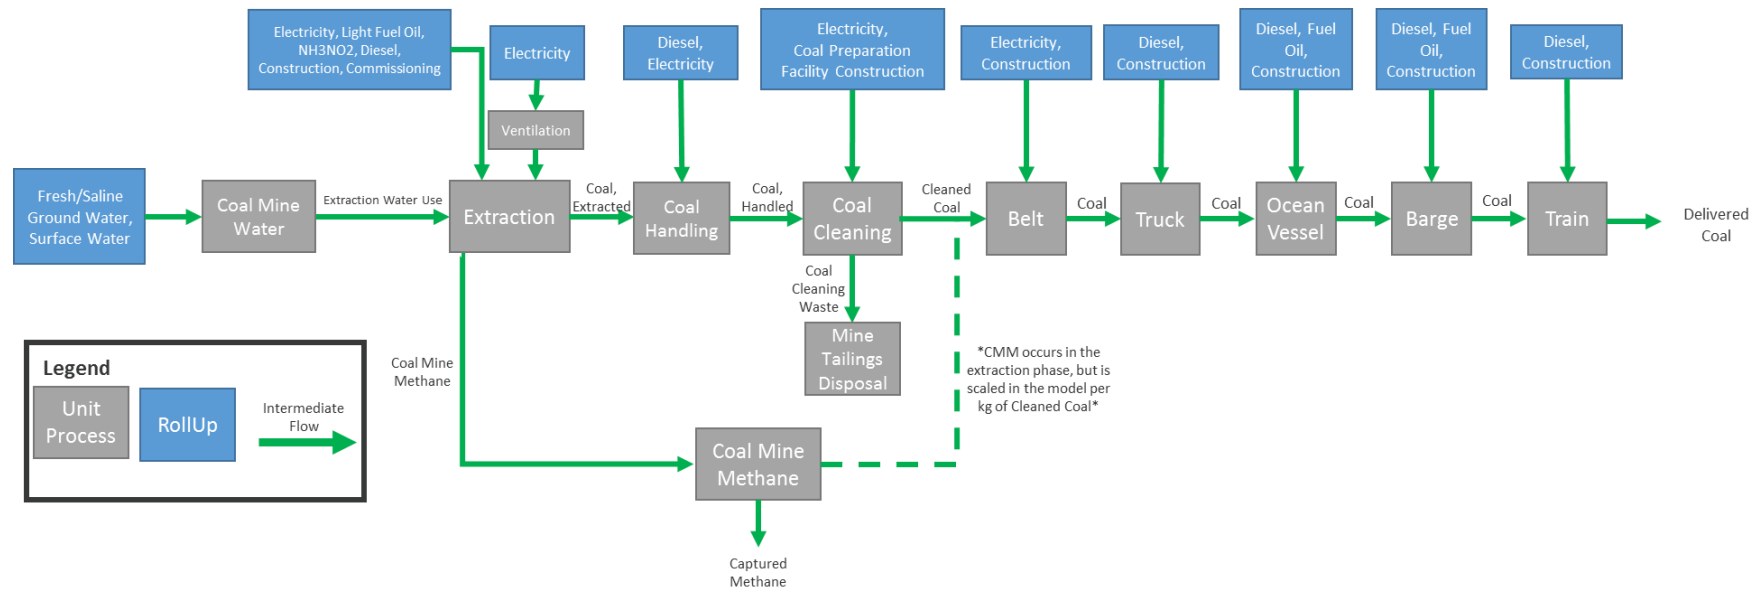 Electricity, Light Fuel Oil,
NH3NO2, Diesel,
Construction, Commissioning
Electricity
Diesel,
Electricity
Electricity,
Coal Preparation
Facility Construction
Electricity,
Construction
Diesel,
Construction
Diesel, Fuel
Oil,
Construction
Diesel, Fuel
Oil,
Construction
Diesel,
Construction
Ventilation
Fresh/Saline
Ground Water,
Surface Water
Coal Mine
Water
Extraction Water Use
Extraction
Coal,
Extracted
Coal
Handling
Coal,
Handled
Coal
Cleaning
Cleaned
Coal
Belt
Coal
Truck
Coal
Ocean
Vessel
Coal
Barge
Coal
Train
Delivered
Coal
Coal
Cleaning
Waste
Mine
Tailings
Disposal
Coal Mine
Methane
*CMM occurs in the
extraction phase, but is
scaled in the model per
kg of Cleaned Coal*
Coal Mine
Methane
Captured
Methane
Legend
Unit
Process
RollUp
Intermediate
Flow